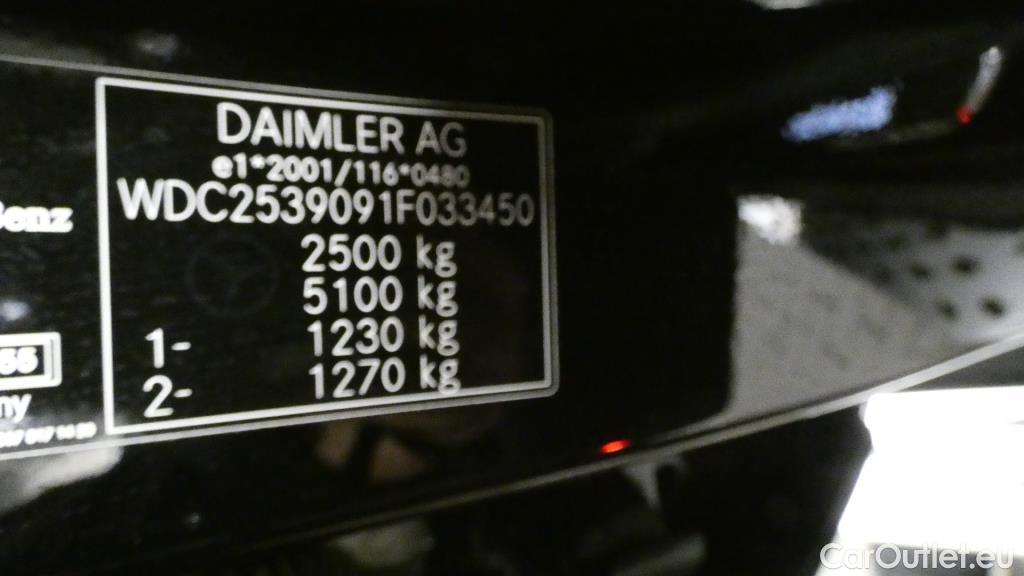 DAIMLER AG
e1*2001/116*0480
WDC2539091F033450
2500 kg
5100 kg
1- 1230 kg
2- 1270 kg
CarOutlet.eu